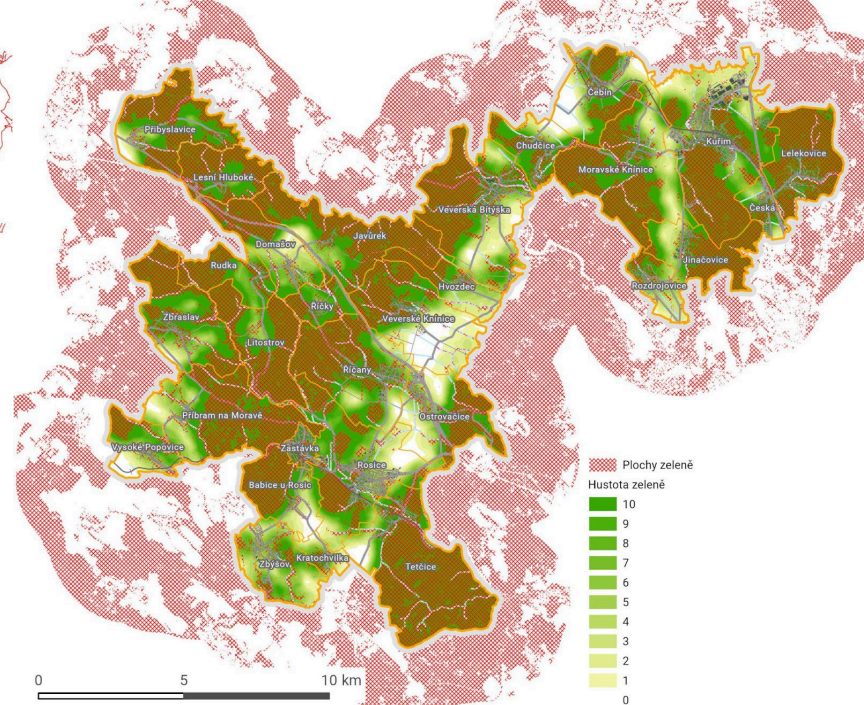 Čebín
Přibyslavice
Chudčice
Kuřim
Lelekovice
Moravské Knínice
Lesní Hluboké
Česká
Veverská Bítýška
Javůrek
Domašov
Jinačovice
Rudka
Rozdrojovice
Hvozdec
Říčky
Zbraslav
Veverské Knínice
Litostrov
Říčany
Příbram na Moravě
Ostrovačice
Vysoké Popovice
Zastávka
Rosice
Babice u Rosic
Kratochvilka
Zbýšov
Tetčice
Plochy zeleně
Hustota zeleně
10
9
8
7
6
5
4
3
2
1
0
0 5 10 km